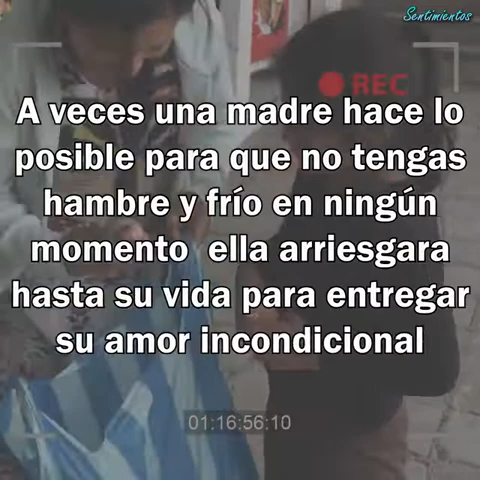 Sentimientos
REC
A veces una madre hace lo
posible para que no tengas
hambre y frío en ningún
momento ella arriesgara
hasta su vida para entregar
su amor incondicional
01:16:56:10